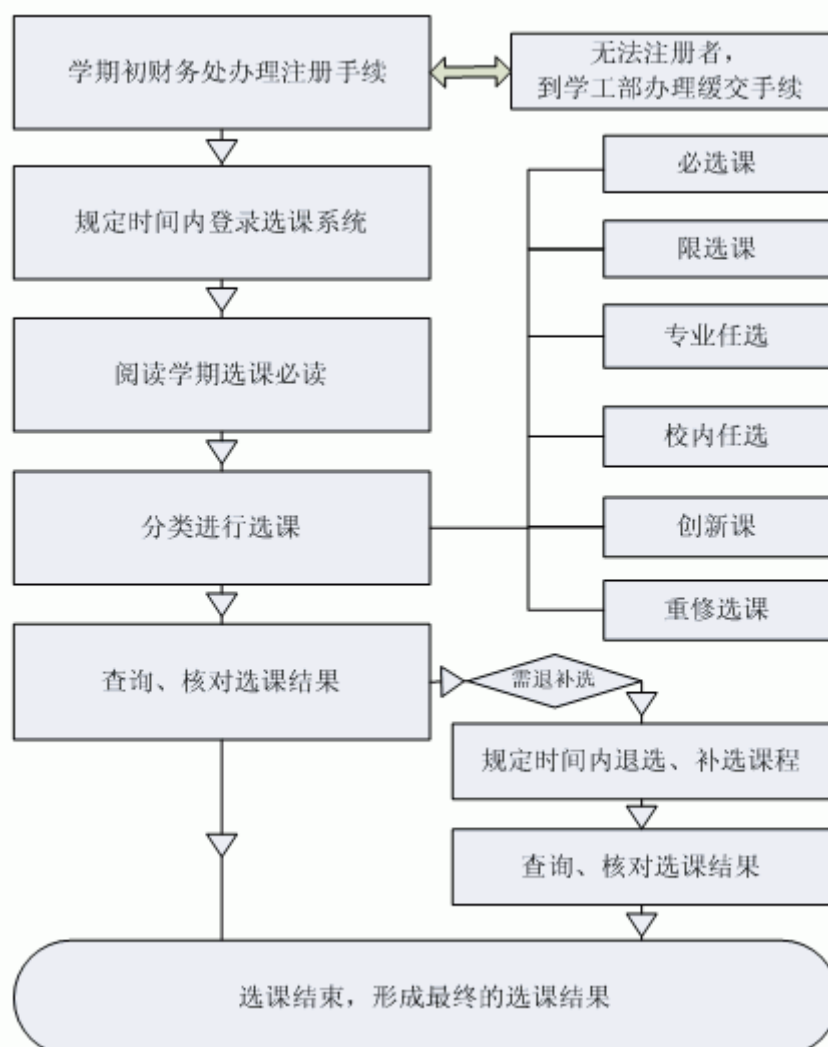 学期初财务处办理注册手续
无法注册者，
到学工部办理缓交手续
规定时间内登录选课系统
阅读学期选课必读
分类进行选课
必选课
限选课
专业任选
校内任选
创新课
重修选课
查询、核对选课结果
需退补选
规定时间内退选、补选课程
查询、核对选课结果
选课结束，形成最终的选课结果